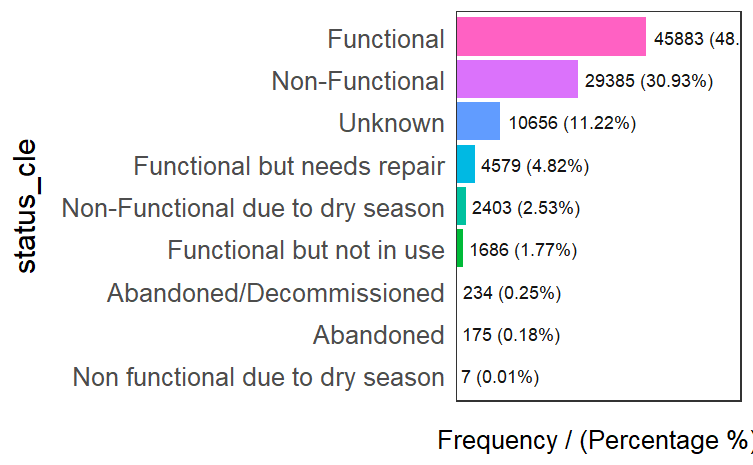 status_cle
Functional 45883 (48.
Non-Functional 29385 (30.93%)
Unknown 10656 (11.22%)
Functional but needs repair 4579 (4.82%)
Non-Functional due to dry season 2403 (2.53%)
Functional but not in use 1686 (1.77%)
Abandoned/Decommissioned 234 (0.25%)
Abandoned 175 (0.18%)
Non functional due to dry season 7 (0.01%)
Frequency / (Percentage %)